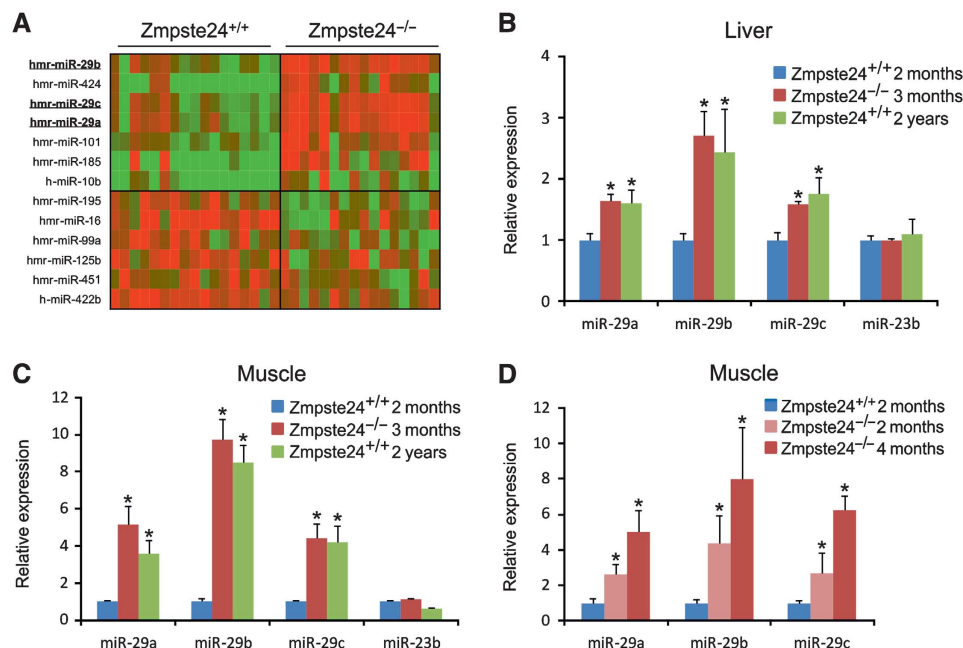 A
Zmpste24+/+ Zmpste24−/−
hmr-miR-29b
hmr-miR-424
hmr-miR-29c
hmr-miR-29a
hmr-miR-101
hmr-miR-185
h-miR-10b
hmr-miR-195
hmr-miR-16
hmr-miR-99a
hmr-miR-125b
hmr-miR-451
h-miR-422b
B
Liver
Zmpste24+/+ 2 months
Zmpste24−/− 3 months
Zmpste24+/+ 2 years
Relative expression
4
3
2
1
0
* * * * * *
miR-29a miR-29b miR-29c miR-23b
C
Muscle
Zmpste24+/+ 2 months
Zmpste24−/− 3 months
Zmpste24+/+ 2 years
Relative expression
12
10
8
6
4
2
0
* * * * * *
miR-29a miR-29b miR-29c miR-23b
D
Muscle
Zmpste24+/+ 2 months
Zmpste24−/− 2 months
Zmpste24−/− 4 months
Relative expression
12
10
8
6
4
2
0
* * * * * *
miR-29a miR-29b miR-29c